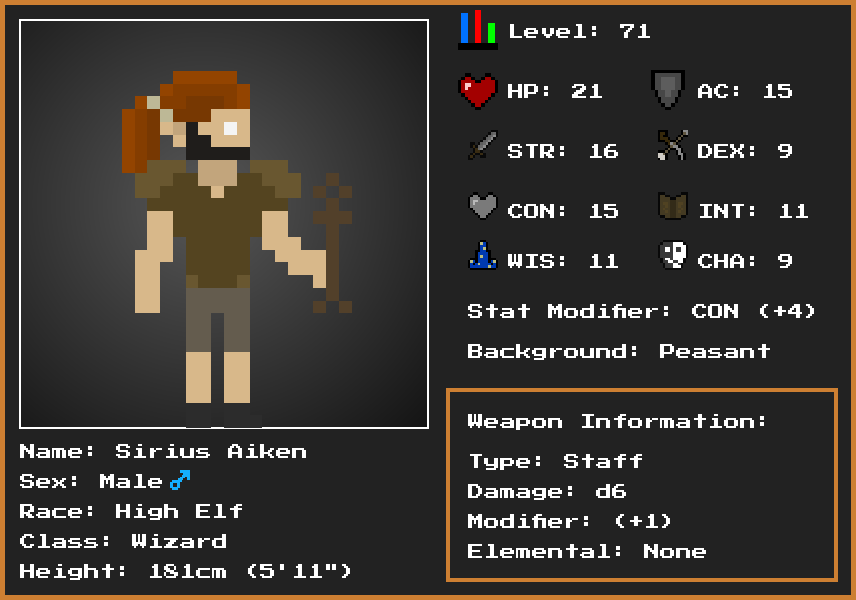 Level: 71
HP: 21 AC: 15
STR: 16 DEX: 9
CON: 15 INT: 11
WIS: 11 CHA: 9
Stat Modifier: CON (+4)
Background: Peasant
Weapon Information:
Type: Staff
Damage: d6
Modifier: (+1)
Elemental: None
Name: Sirius Aiken
Sex: Male♂
Race: High Elf
Class: Wizard
Height: 181cm (5'11")